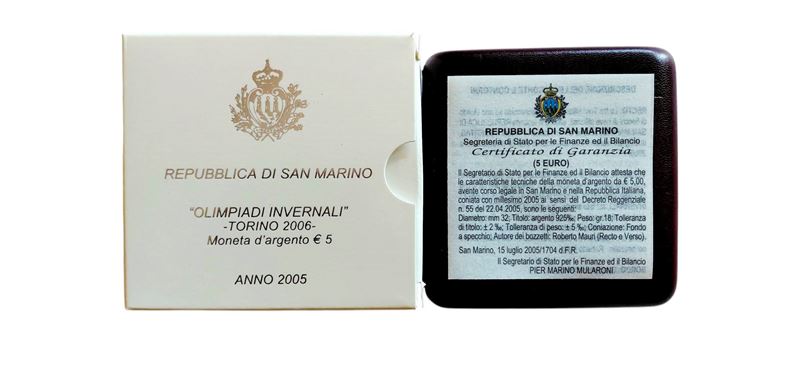 REPUBBLICA DI SAN MARINO
"OLIMPIADI INVERNALI"
-TORINO 2006-
Moneta d'argento € 5
ANNO 2005
REPUBBLICA DI SAN MARINO
Segreteria di Stato per le Finanze ed il Bilancio
Certificato di Garanzia
(5 EURO)
Il Segretario di Stato per le Finanze ed il Bilancio attesta che
le caratteristiche tecniche della moneta d'argento da € 5,00,
avente corso legale in San Marino e nella Repubblica Italiana,
coniata con millesimo 2005 ai sensi del Decreto Reggenziale
n. 55 del 22.04.2005, sono le seguenti:
Diametro: mm 32; Titolo: argento 925‰; Peso: gr.18; Tolleranza
di titolo: ± 2 ‰; Tolleranza di peso: ± 5 ‰; Coniazione: Fondo
a specchio; Autore dei bozzetti: Roberto Mauri (Recto e Verso).
San Marino, 15 luglio 2005/1704 d.F.R.
Il Segretario di Stato per le Finanze ed il Bilancio
PIER MARINO MULARONI